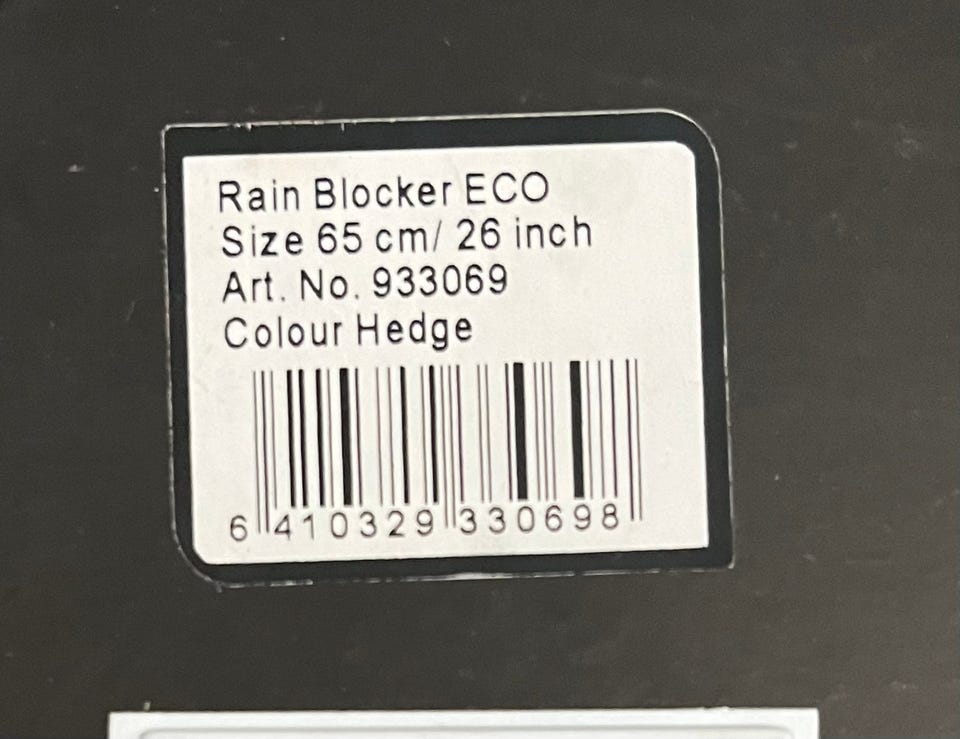 Rain Blocker ECO
Size 65 cm/ 26 inch
Art. No. 933069
Colour Hedge
6 410329 330698